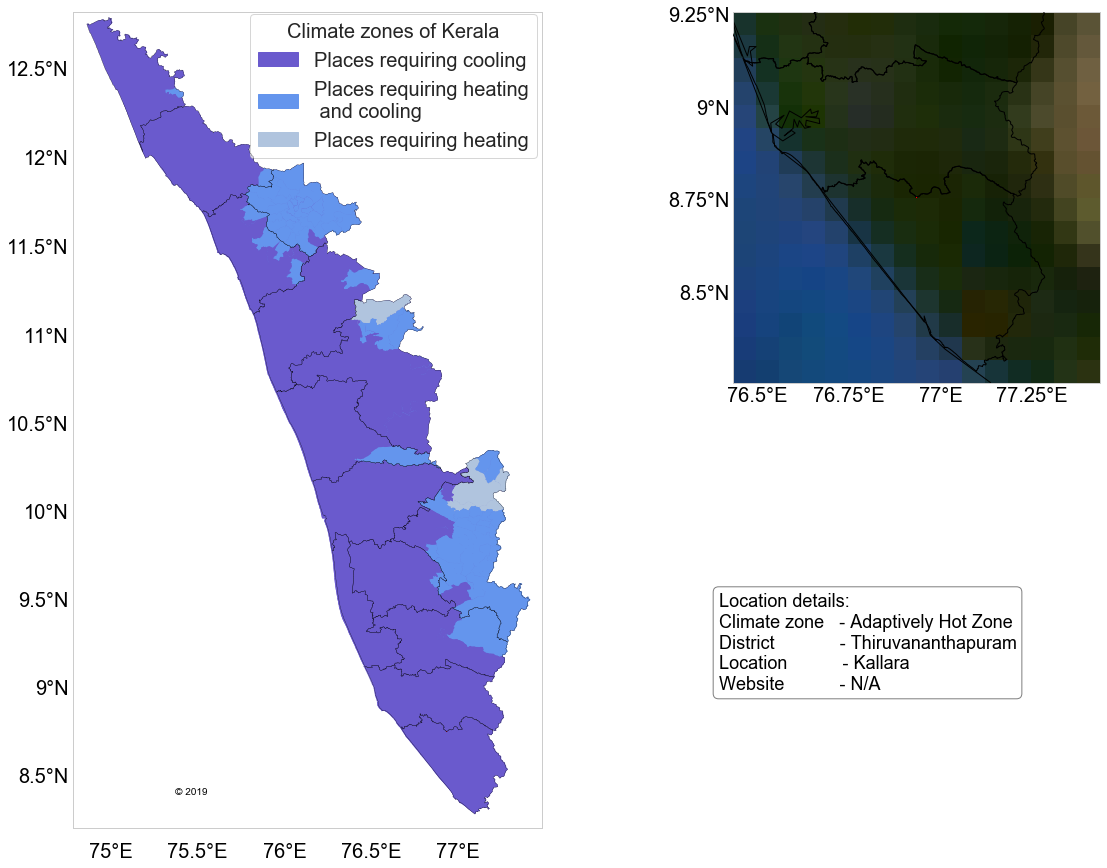 Climate zones of Kerala
Places requiring cooling
Places requiring heating
and cooling
Places requiring heating
12.5°N
12°N
11.5°N
11°N
10.5°N
10°N
9.5°N
9°N
8.5°N
75°E 75.5°E 76°E 76.5°E 77°E
© 2019
9.25°N
9°N
8.75°N
8.5°N
76.5°E 76.75°E 77°E 77.25°E
Location details:
Climate zone - Adaptively Hot Zone
District - Thiruvananthapuram
Location - Kallara
Website - N/A